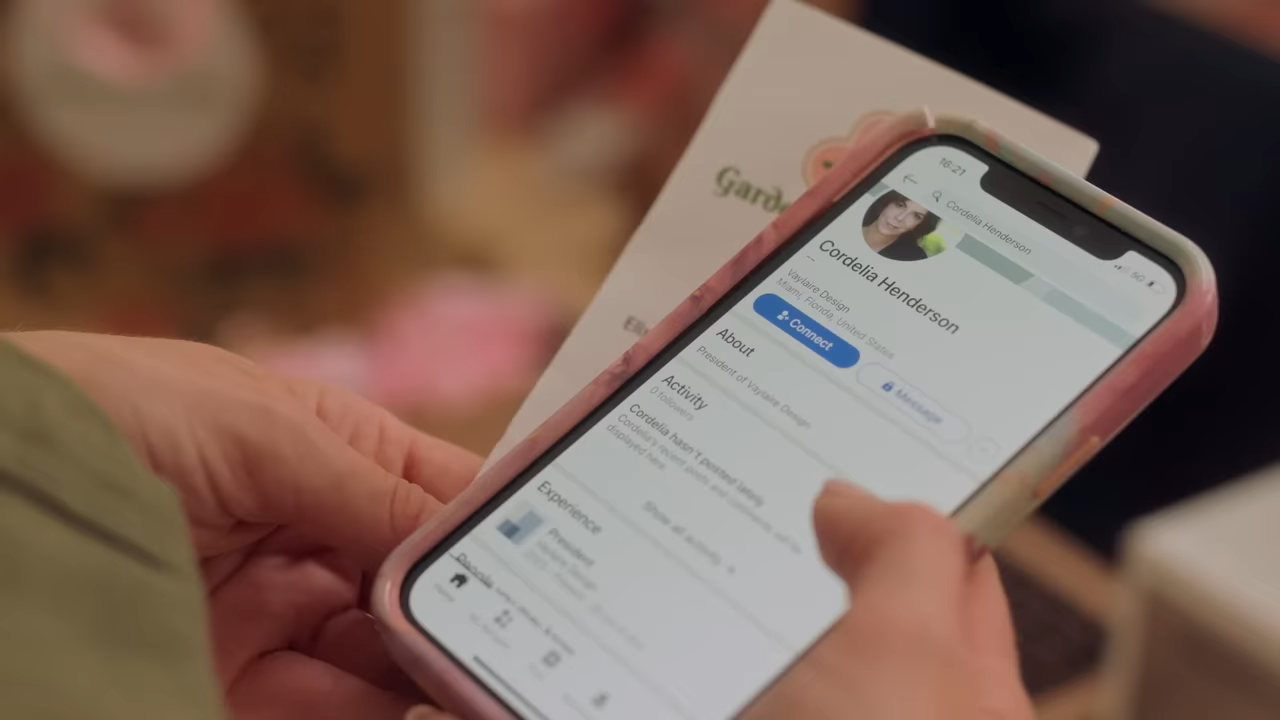 Garde
16:21
5G
Cordelia Henderson
Cordelia Henderson
Vaylaire Design
Miami, Florida, United States
Connect
Message
About
President of Vaylaire Design
Activity
0 followers
Cordelia hasn't posted lately
Cordelia's recent posts and will be
displayed here.
Show all activity
Experience
President